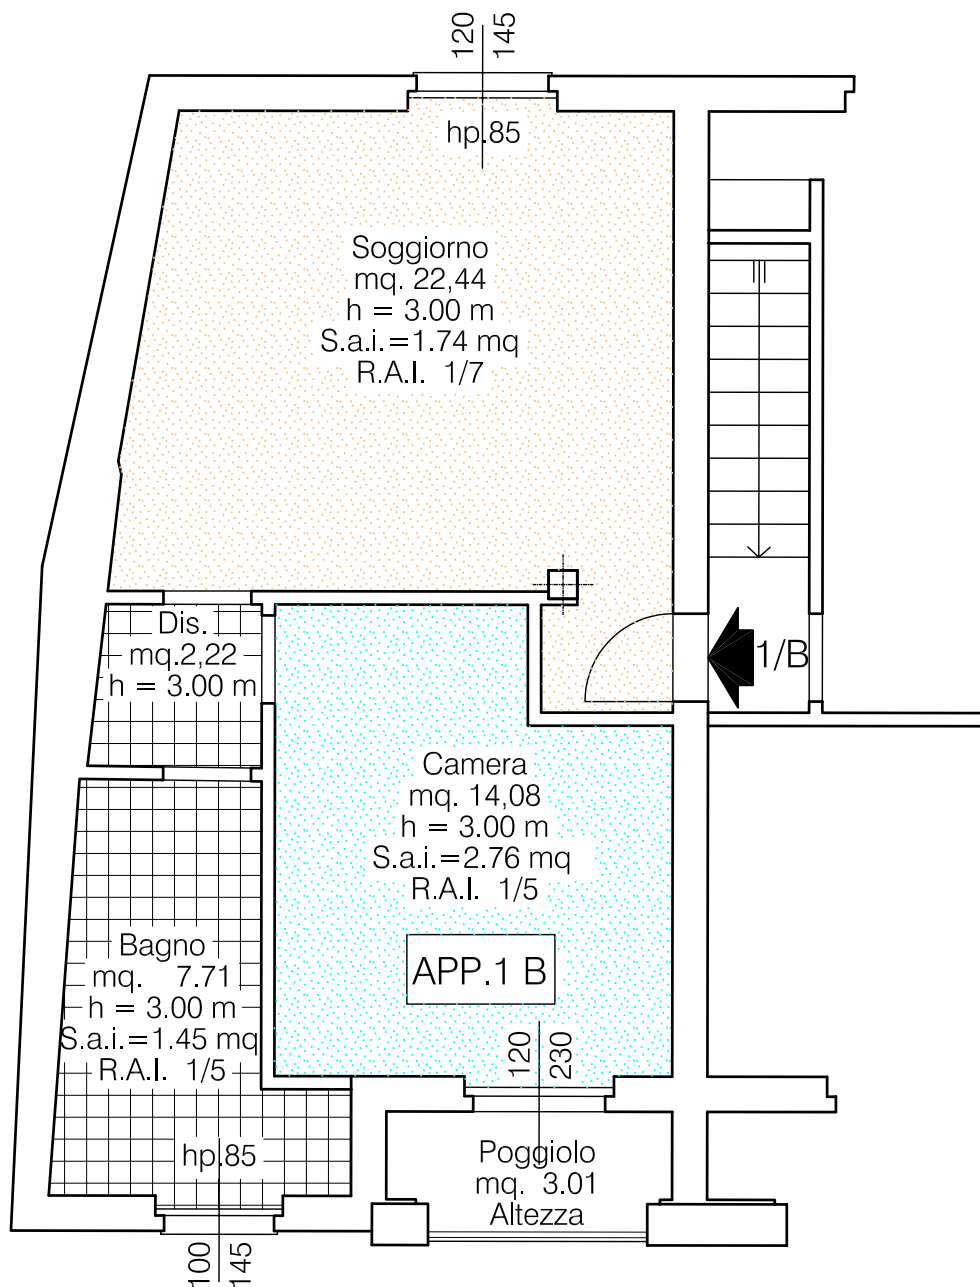 120
145
hp.85
Soggiorno
mq. 22,44
h = 3.00 m
S.a.i.=1.74 mq
R.A.I. 1/7
Dis.
mq.2,22
h = 3.00 m
1/B
Camera
mq. 14,08
h = 3.00 m
S.a.i.=2.76 mq
R.A.I. 1/5
APP.1 B
Bagno
mq. 7.71
h = 3.00 m
S.a.i.=1.45 mq
R.A.I. 1/5
120
230
hp.85
Poggiolo
mq. 3.01
Altezza
100
145